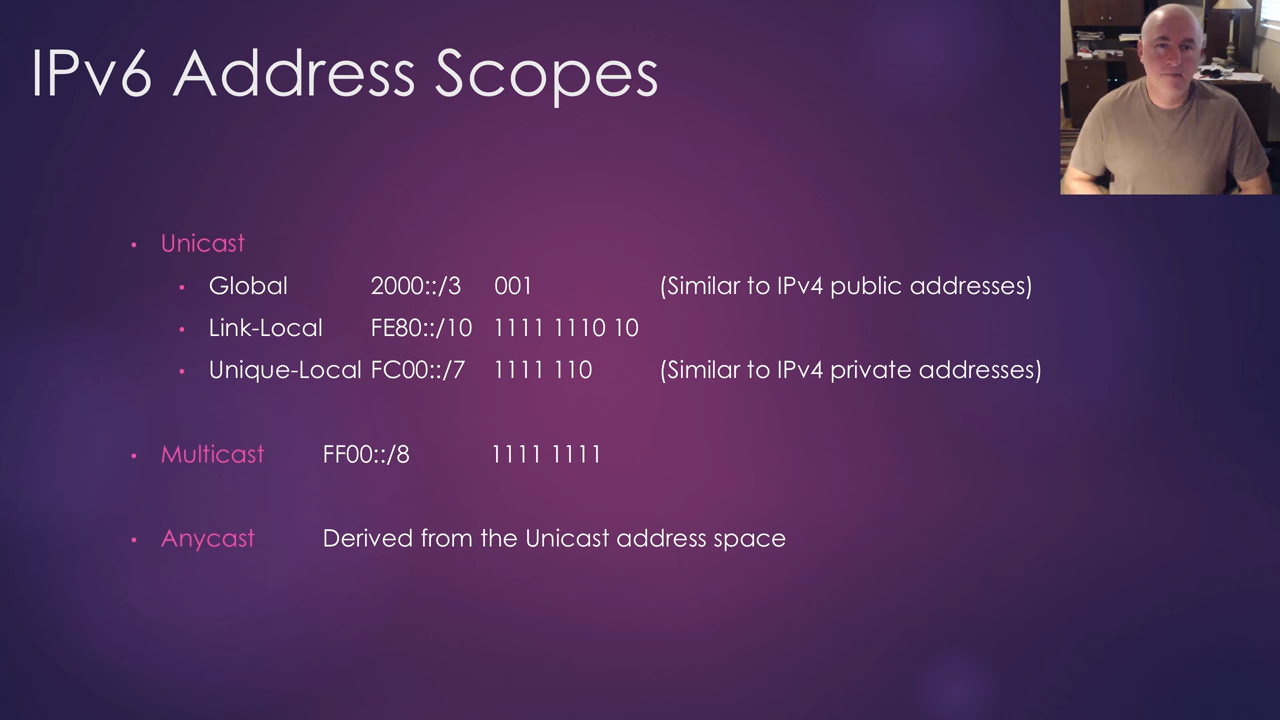 IPv6 Address Scopes
• Unicast
• Global 2000::/3 001 (Similar to IPv4 public addresses)
• Link-Local FE80::/10 1111 1110 10
• Unique-Local FC00::/7 1111 110 (Similar to IPv4 private addresses)
• Multicast FF00::/8 1111 1111
• Anycast Derived from the Unicast address space